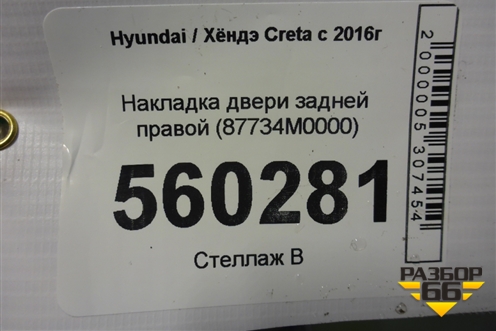 Hyundai / Хёндэ Creta с 2016г
Накладка двери задней
правой (87734M0000)
560281
Стеллаж В
2000005307454
РАЗБОР
66